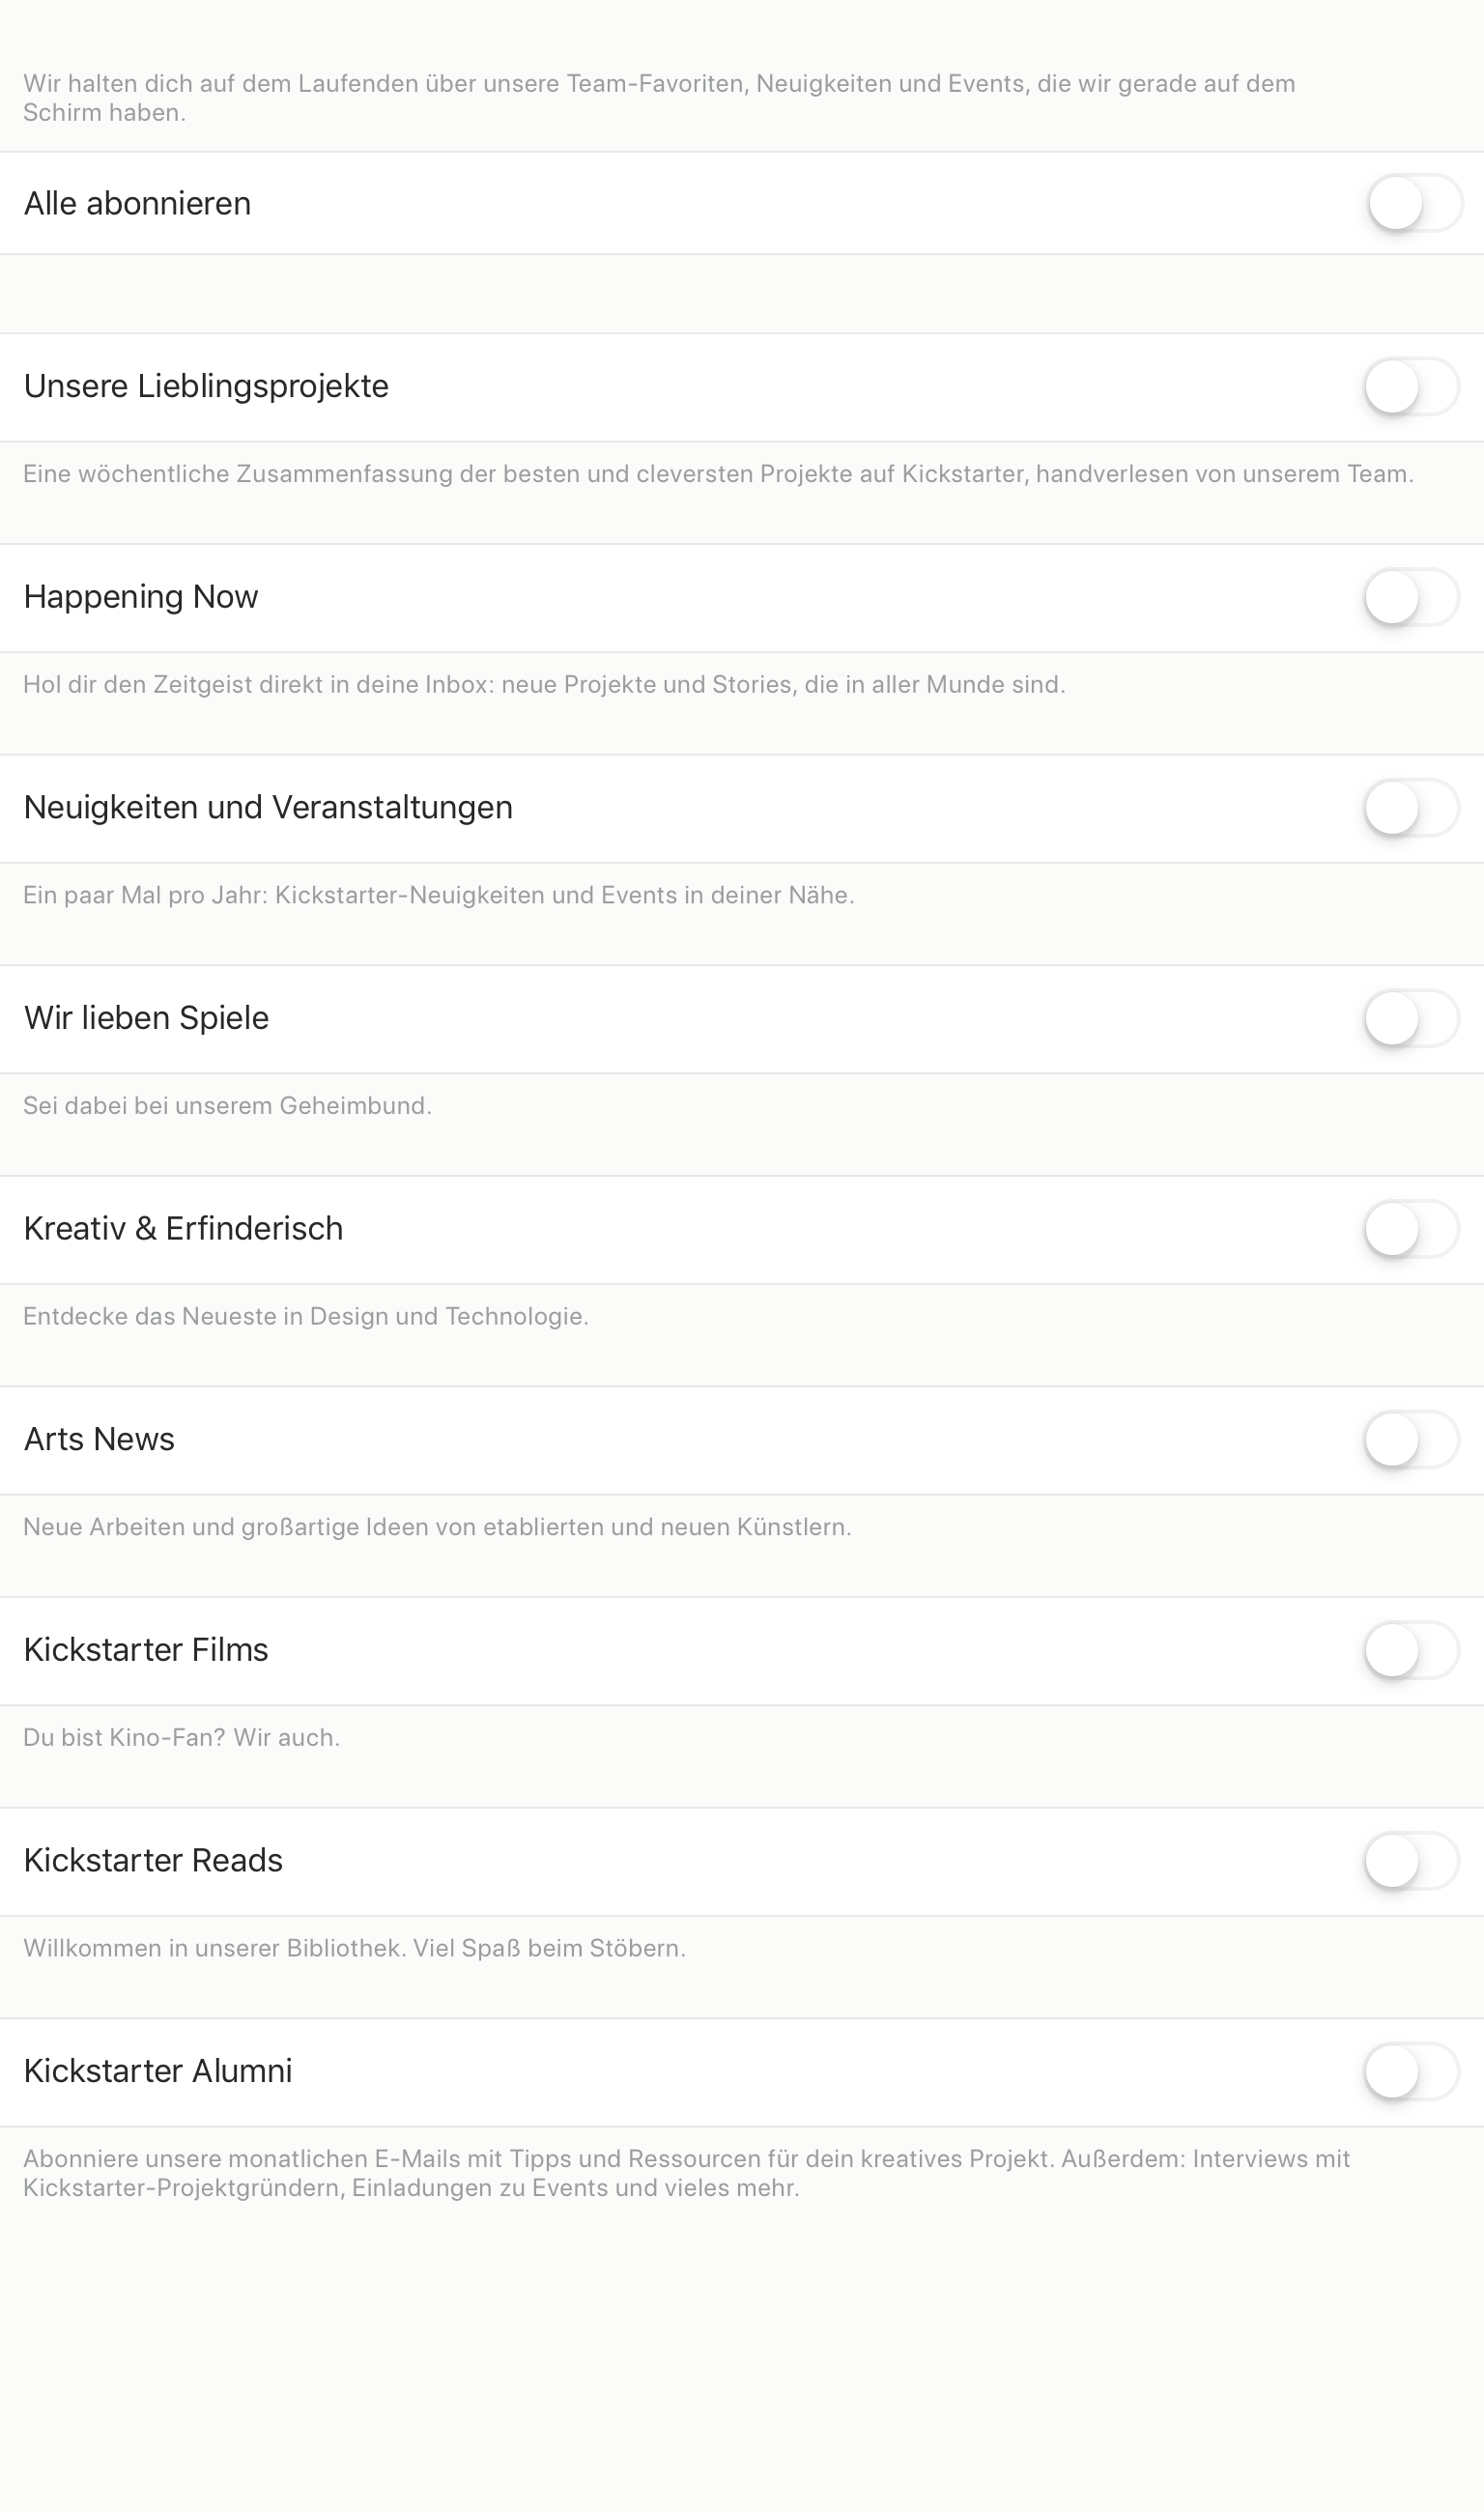 Wir halten dich auf dem Laufenden über unsere Team-Favoriten, Neuigkeiten und Events, die wir gerade auf dem
Schirm haben.
Alle abonnieren
Unsere Lieblingsprojekte
Eine wöchentliche Zusammenfassung der besten und cleversten Projekte auf Kickstarter, handverlesen von unserem Team.
Happening Now
Hol dir den Zeitgeist direkt in deine Inbox: neue Projekte und Stories, die in aller Munde sind.
Neuigkeiten und Veranstaltungen
Ein paar Mal pro Jahr: Kickstarter-Neuigkeiten und Events in deiner Nähe.
Wir lieben Spiele
Sei dabei bei unserem Geheimbund.
Kreativ & Erfinderisch
Entdecke das Neueste in Design und Technologie.
Arts News
Neue Arbeiten und großartige Ideen von etablierten und neuen Künstlern.
Kickstarter Films
Du bist Kino-Fan? Wir auch.
Kickstarter Reads
Willkommen in unserer Bibliothek. Viel Spaß beim Stöbern.
Kickstarter Alumni
Abonniere unsere monatlichen E-Mails mit Tipps und Ressourcen für dein kreatives Projekt. Außerdem: Interviews mit
Kickstarter-Projektgründern, Einladungen zu Events und vieles mehr.